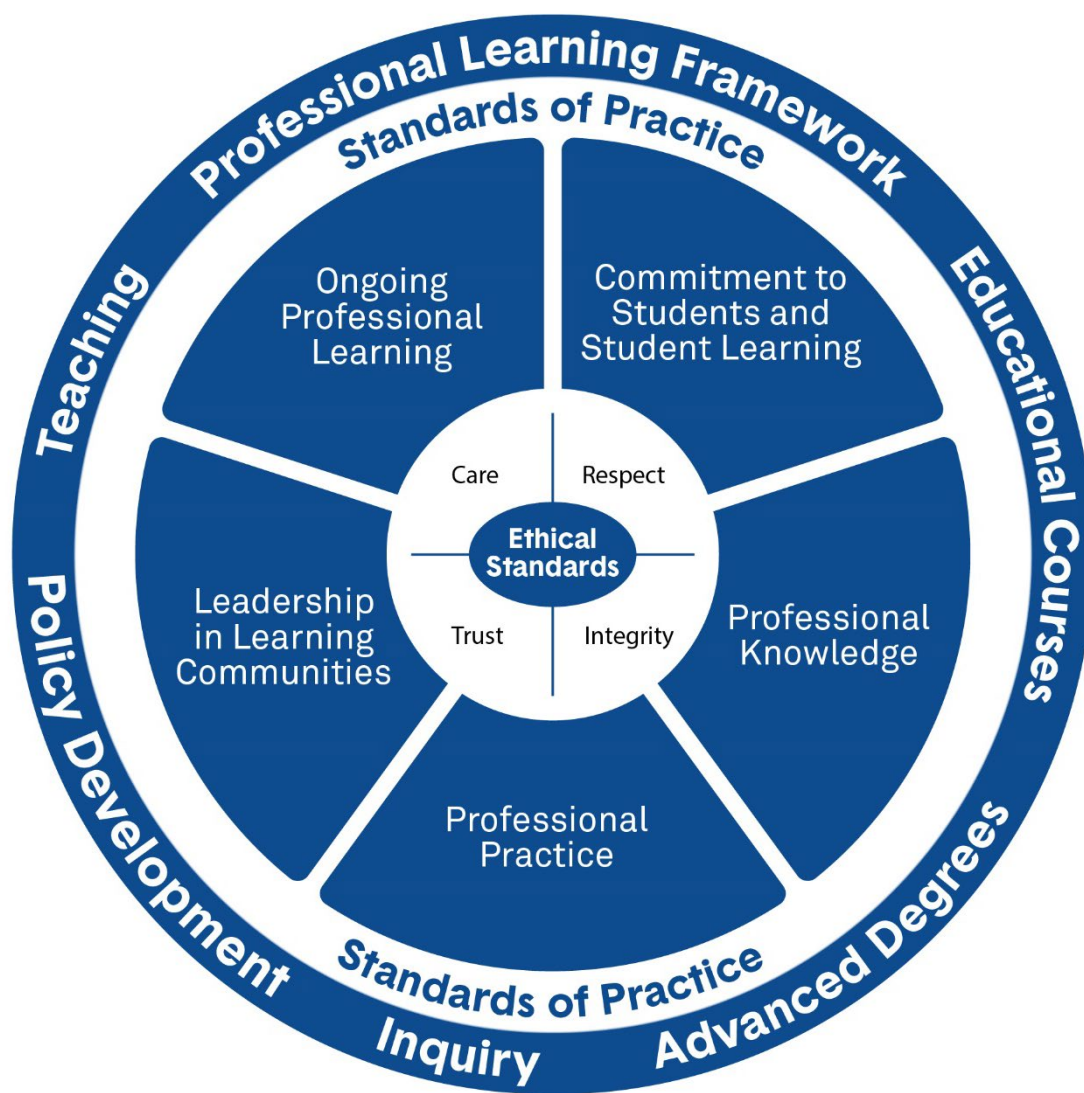 Professional Learning Framework
Educational Courses
Advanced Degrees
Inquiry
Policy Development
Teaching
Standards of Practice
Ongoing
Professional
Learning
Commitment to
Students and
Student Learning
Professional
Knowledge
Professional
Practice
Leadership
in Learning
Communities
Care
Respect
Ethical
Standards
Trust
Integrity
Standards of Practice